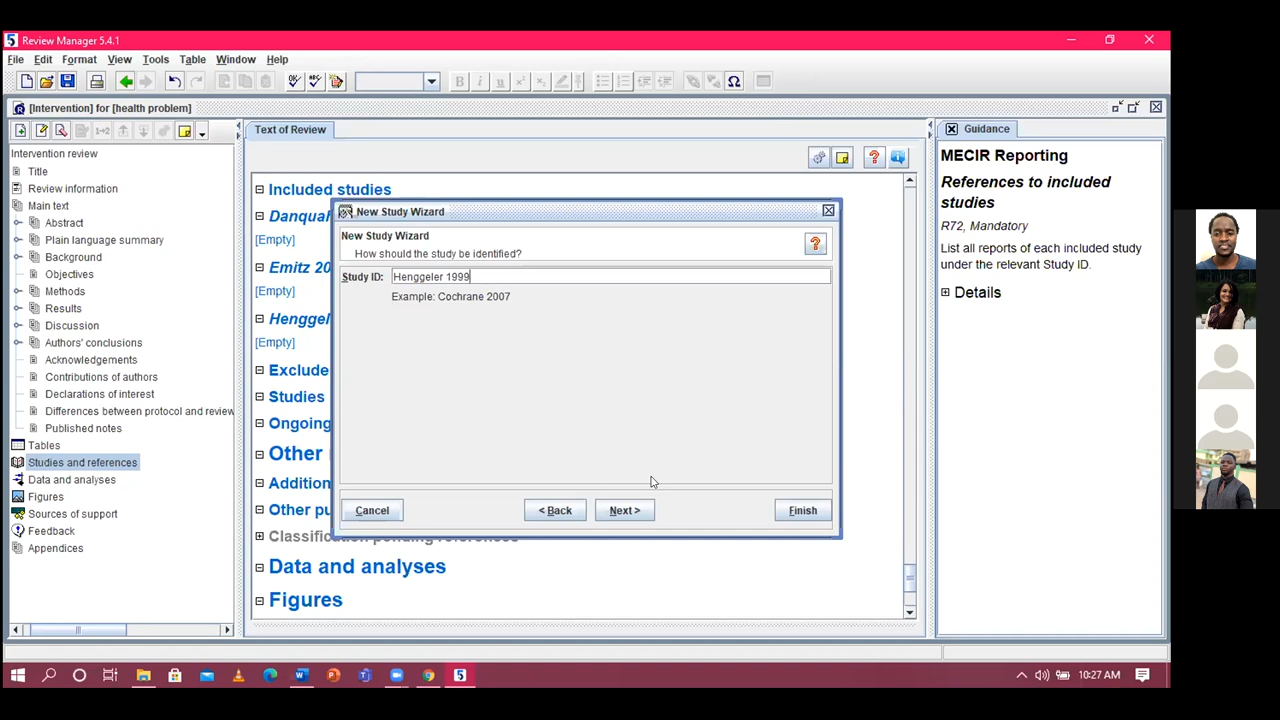 Review Manager 5.4.1
File Edit Format View Tools Table Window Help
[Intervention] for [health problem]
Intervention review
Title
Review information
Main text
Abstract
Plain language summary
Background
Objectives
Methods
Results
Discussion
Authors' conclusions
Acknowledgements
Contributions of authors
Declarations of interest
Differences between protocol and review
Published notes
Tables
Studies and references
Data and analyses
Figures
Sources of support
Feedback
Appendices
Text of Review
Included studies
Danquah
[Empty]
Emitz 20
[Empty]
Henggel
[Empty]
Exclude
Studies
Ongoing
Other
Addition
Other pu
Classification pending references
Data and analyses
Figures
New Study Wizard
New Study Wizard
How should the study be identified?
Study ID: Henggeler 1999
Example: Cochrane 2007
Cancel < Back Next > Finish
Guidance
MECIR Reporting
References to included
studies
R72, Mandatory
List all reports of each included study
under the relevant Study ID.
Details
10:27 AM